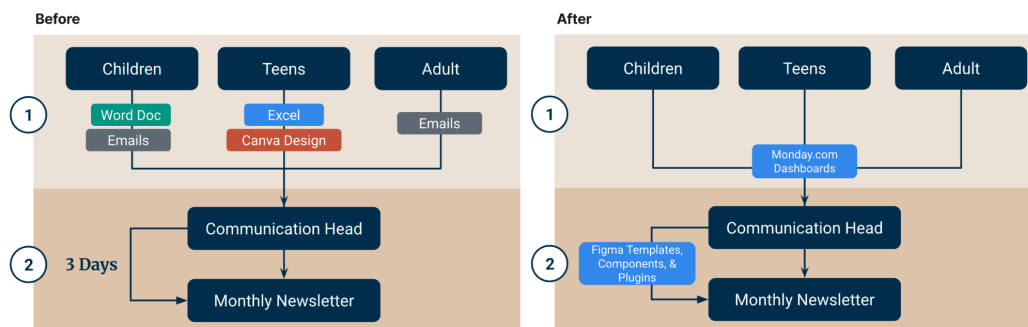 Before
Children
Teens
Adult
1
Word Doc
Emails
Excel
Canva Design
Emails
Communication Head
2
3 Days
Monthly Newsletter
After
Children
Teens
Adult
1
Monday.com
Dashboards
Communication Head
2
Figma Templates,
Components, &
Plugins
Monthly Newsletter